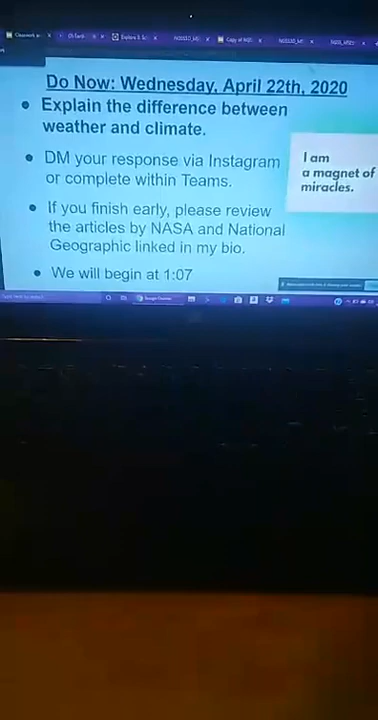 Do Now: Wednesday, April 22th, 2020
• Explain the difference between
weather and climate.
• DM your response via Instagram
or complete within Teams.
• If you finish early, please review
the articles by NASA and National
Geographic linked in my bio.
• We will begin at 1:07
I am
a magnet of
miracles.